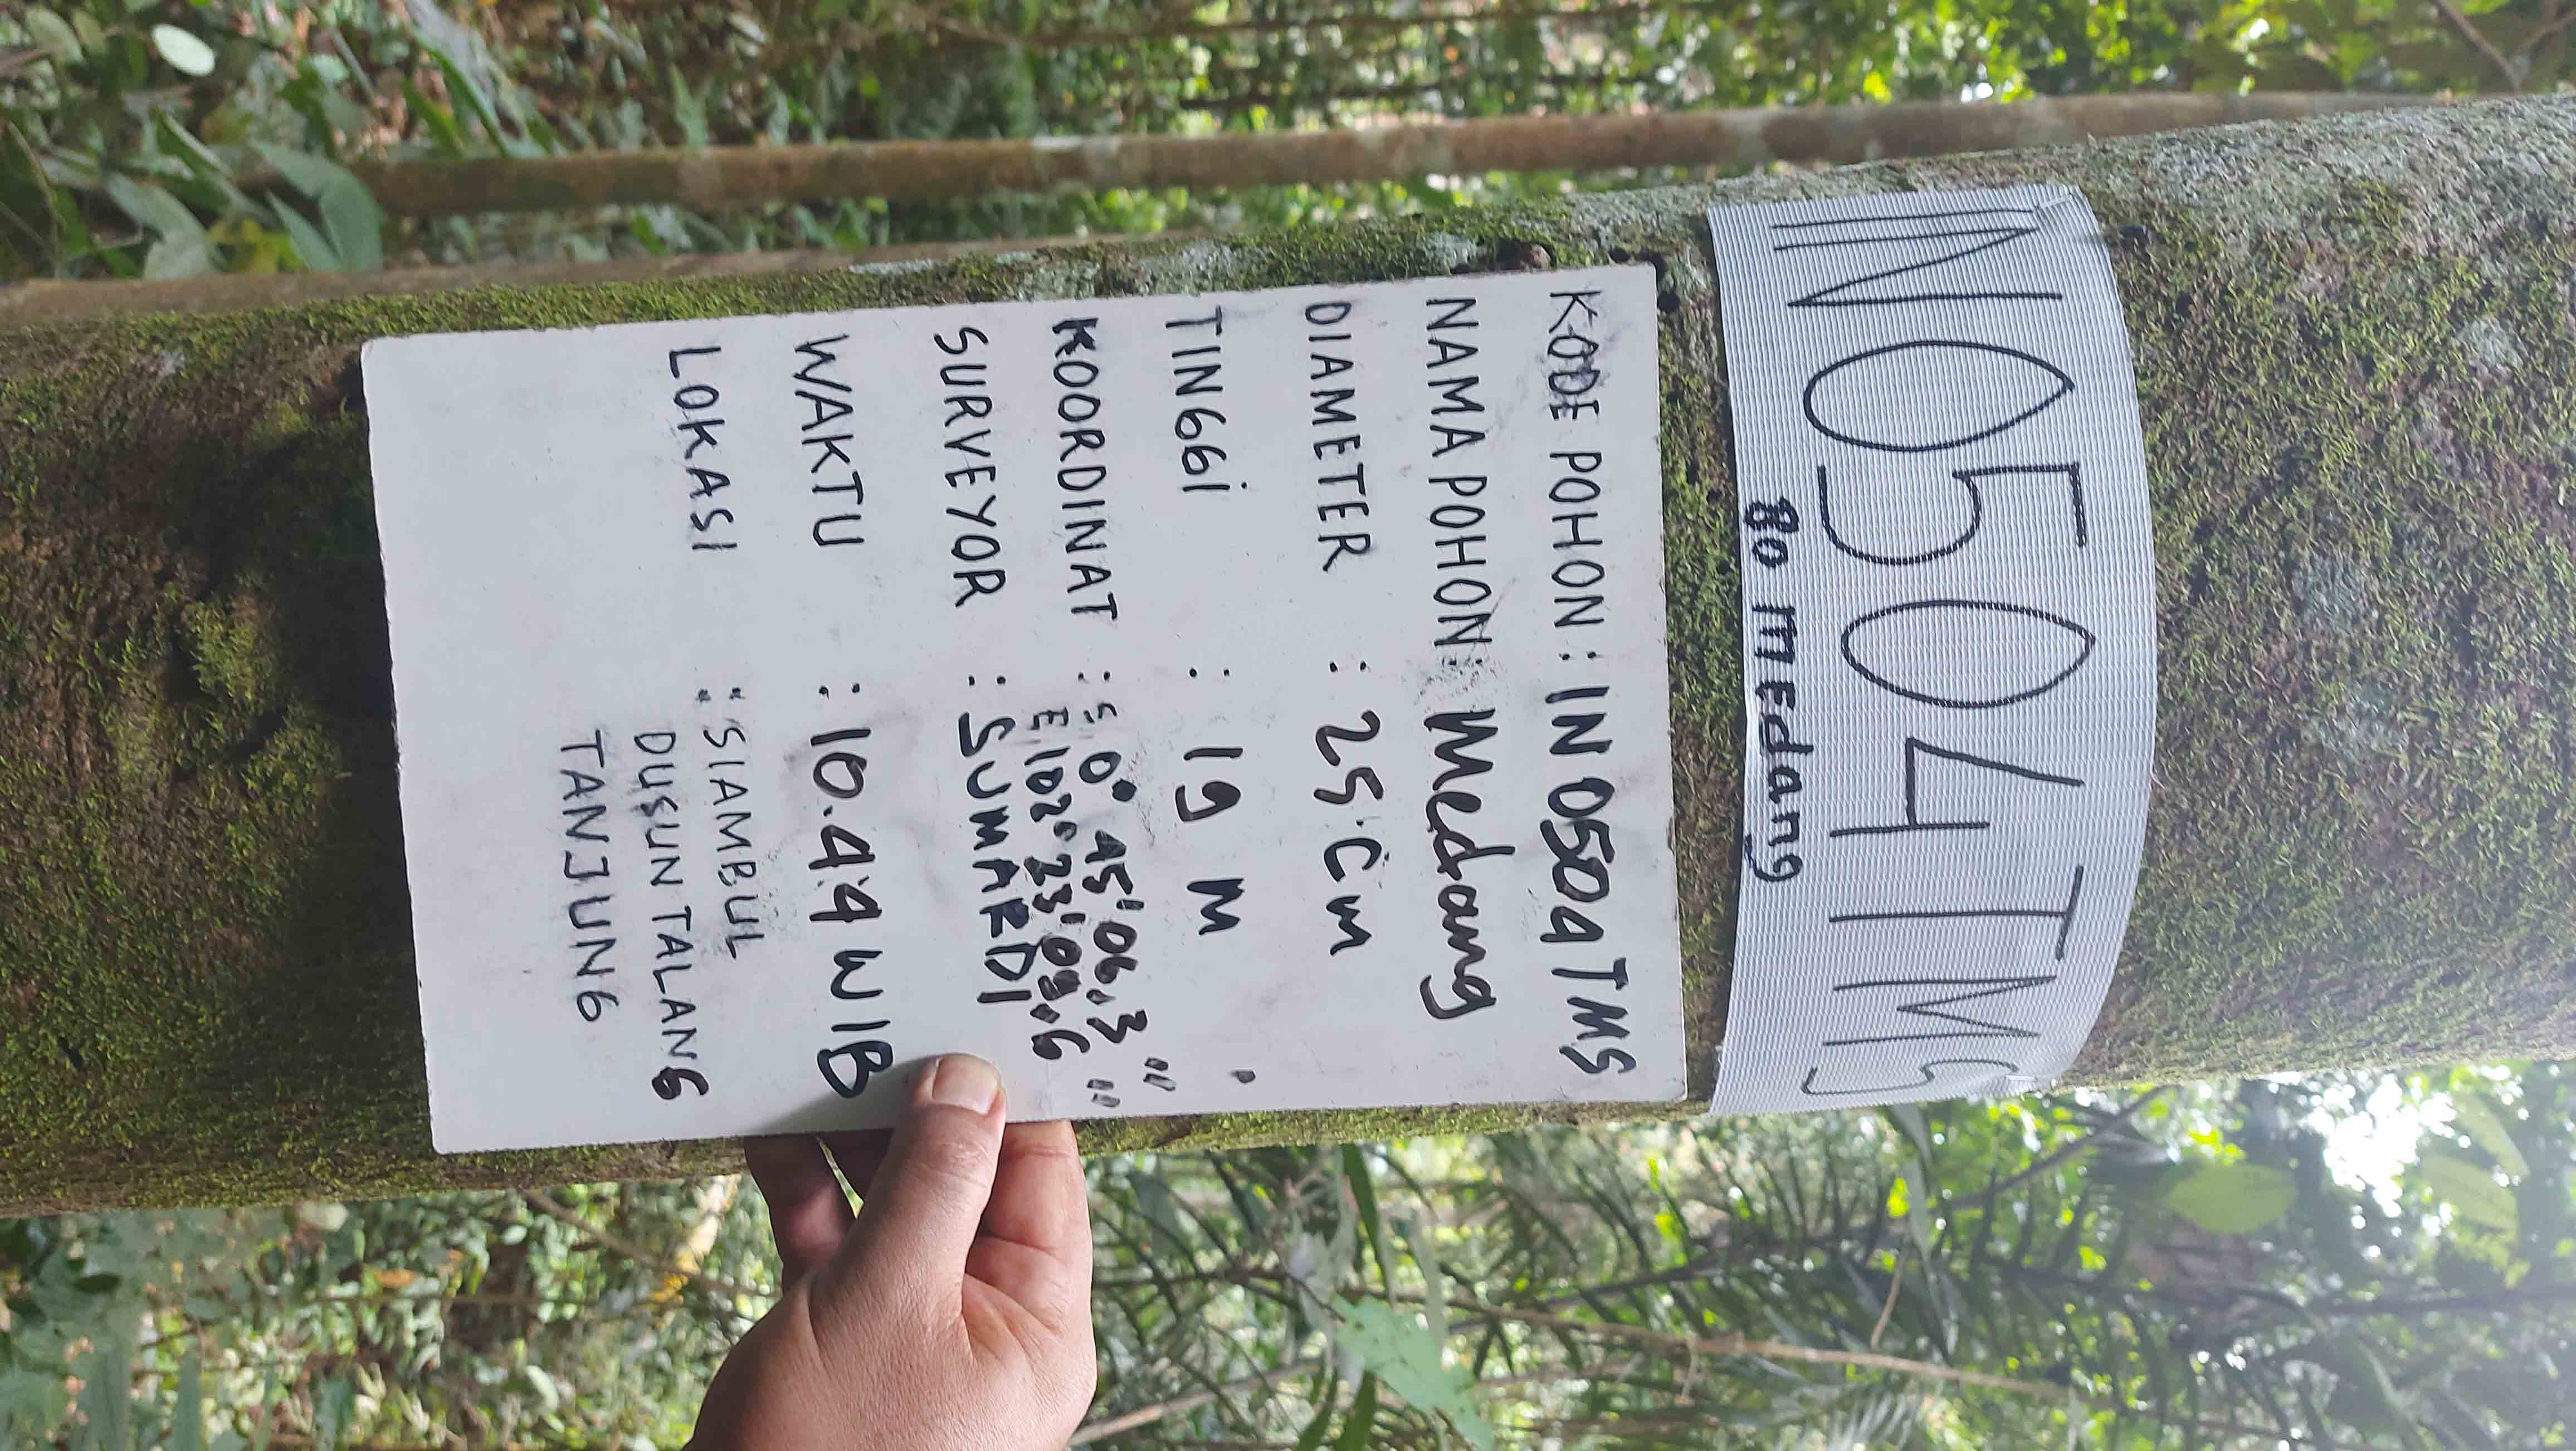 IN0504TMS
80 medang
KODE POHON : IN 0504 TMS
NAMA POHON : Medang
DIAMETER : 25 Cm
TINGGi : 19 M
KOORDINAT : S 0° 45' 06.3"
E 102° 23' 09.6"
SURVEYOR : SUMARDI
WAKTU : 10.44 WIB
LOKASI : SIAMBUL
DUSUN TALANG
TANJUNG